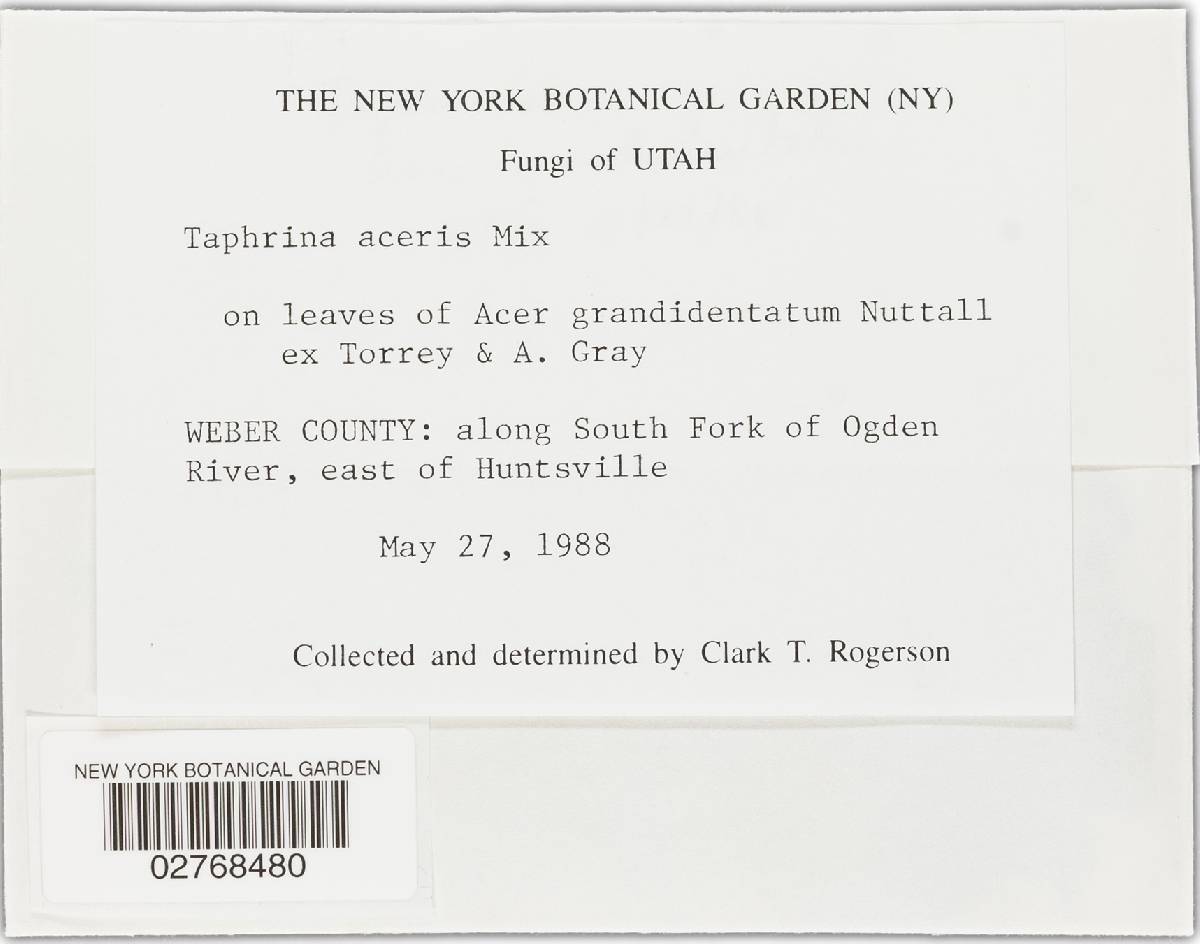 THE NEW YORK BOTANICAL GARDEN (NY)
Fungi of UTAH
Taphrina aceris Mix
on leaves of Acer grandidentatum Nuttall
ex Torrey & A. Gray
WEBER COUNTY: along South Fork of Ogden
River, east of Huntsville
May 27, 1988
Collected and determined by Clark T. Rogerson
NEW YORK BOTANICAL GARDEN
02768480